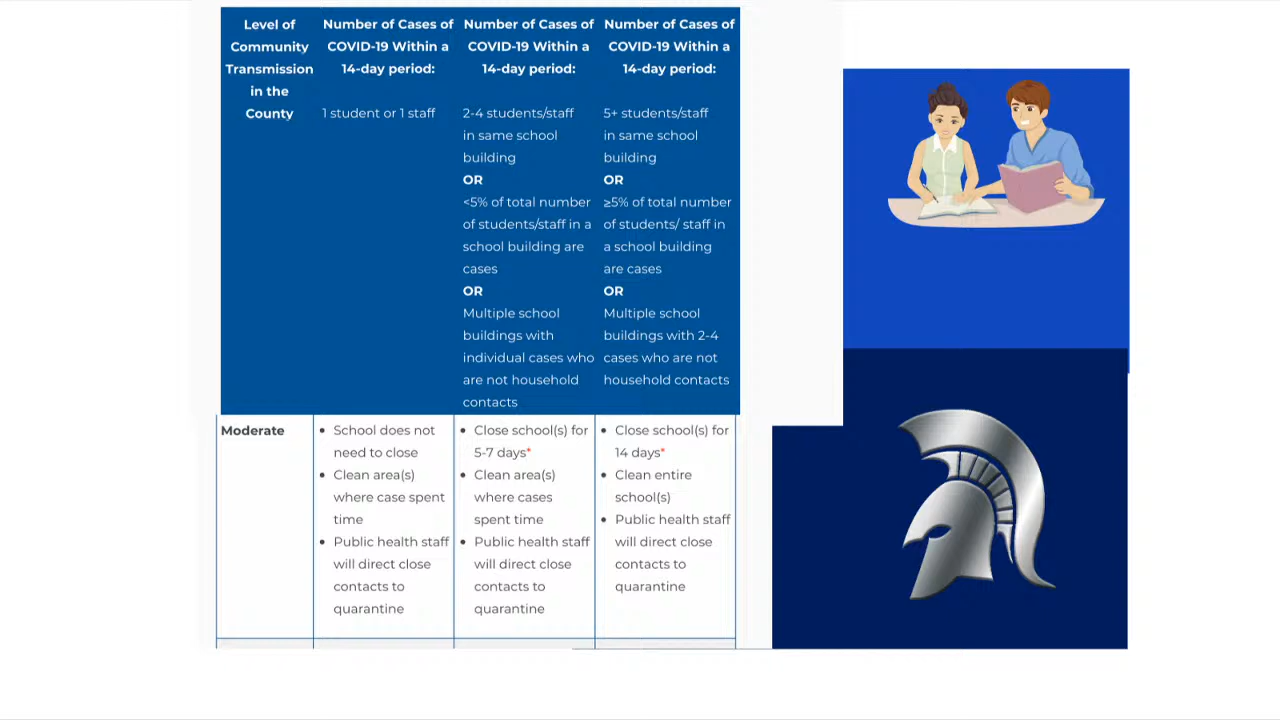 Level of
Community
Transmission
in the
County
Number of Cases of
COVID-19 Within a
14-day period:
1 student or 1 staff
Number of Cases of
COVID-19 Within a
14-day period:
2-4 students/staff
in same school
building
OR
<5% of total number
of students/staff in a
school building are
cases
OR
Multiple school
buildings with
individual cases who
are not household
contacts
Number of Cases of
COVID-19 Within a
14-day period:
5+ students/staff
in same school
building
OR
≥5% of total number
of students/ staff in
a school building
are cases
OR
Multiple school
buildings with 2-4
cases who are not
household contacts
Moderate
• School does not
need to close
• Clean area(s)
where case spent
time
• Public health staff
will direct close
contacts to
quarantine
• Close school(s) for
5-7 days*
• Clean area(s)
where cases
spent time
• Public health staff
will direct close
contacts to
quarantine
• Close school(s) for
14 days*
• Clean entire
school(s)
• Public health staff
will direct close
contacts to
quarantine